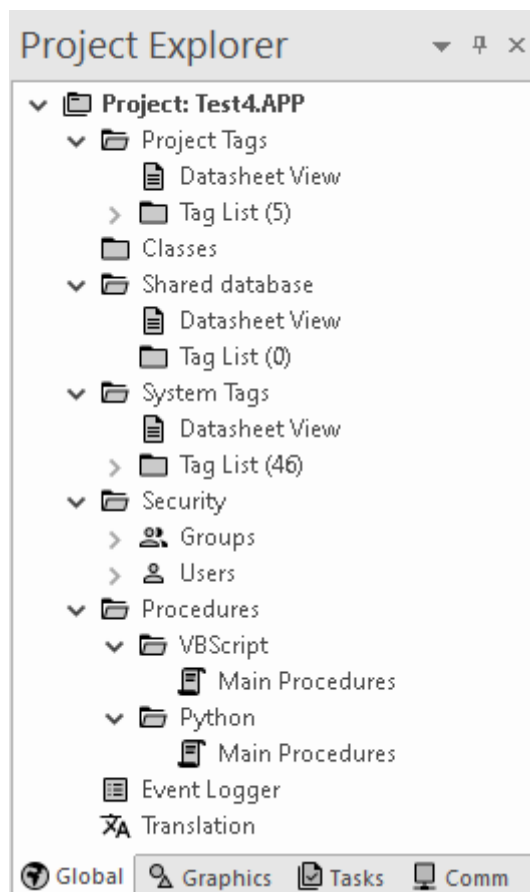 Project Explorer
Project: Test4.APP
Project Tags
Datasheet View
Tag List (5)
Classes
Shared database
Datasheet View
Tag List (0)
System Tags
Datasheet View
Tag List (46)
Security
Groups
Users
Procedures
VBScript
Main Procedures
Python
Main Procedures
Event Logger
Translation
Global Graphics Tasks Comm